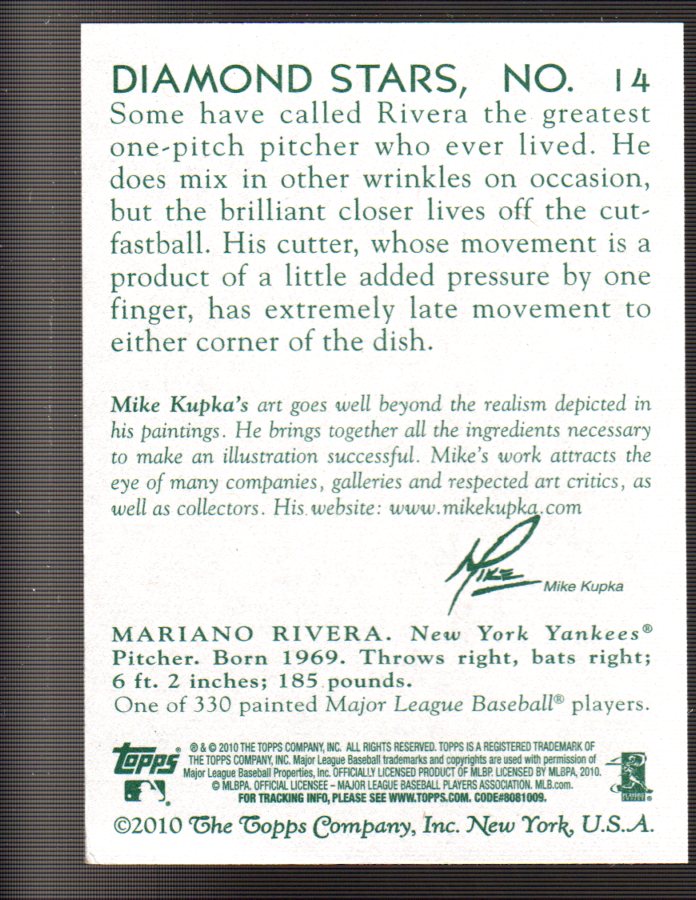 DIAMOND STARS, NO. 14
Some have called Rivera the greatest
one-pitch pitcher who ever lived. He
does mix in other wrinkles on occasion,
but the brilliant closer lives off the cut-
fastball. His cutter, whose movement is a
product of a little added pressure by one
finger, has extremely late movement to
either corner of the dish.
Mike Kupka's art goes well beyond the realism depicted in
his paintings. He brings together all the ingredients necessary
to make an illustration successful. Mike's work attracts the
eye of many companies, galleries and respected art critics, as
well as collectors. His website: www.mikekupka.com
MIKE
Mike Kupka
MARIANO RIVERA. New York Yankees®
Pitcher. Born 1969. Throws right, bats right;
6 ft. 2 inches; 185 pounds.
One of 330 painted Major League Baseball® players.
Topps®
® & © 2010 THE TOPPS COMPANY, INC. ALL RIGHTS RESERVED. TOPPS IS A REGISTERED TRADEMARK OF
THE TOPPS COMPANY, INC. Major League Baseball trademarks and copyrights are used with permission of
Major League Baseball Properties, Inc. OFFICIALLY LICENSED PRODUCT OF MLBP. LICENSED BY MLBPA, 2010.
© MLBPA. OFFICIAL LICENSEE – MAJOR LEAGUE BASEBALL PLAYERS ASSOCIATION. MLB.com
FOR TRACKING INFO, PLEASE SEE WWW.TOPPS.COM. CODE#8081009.
©2010 The Topps Company, Inc. New York, U.S.A.